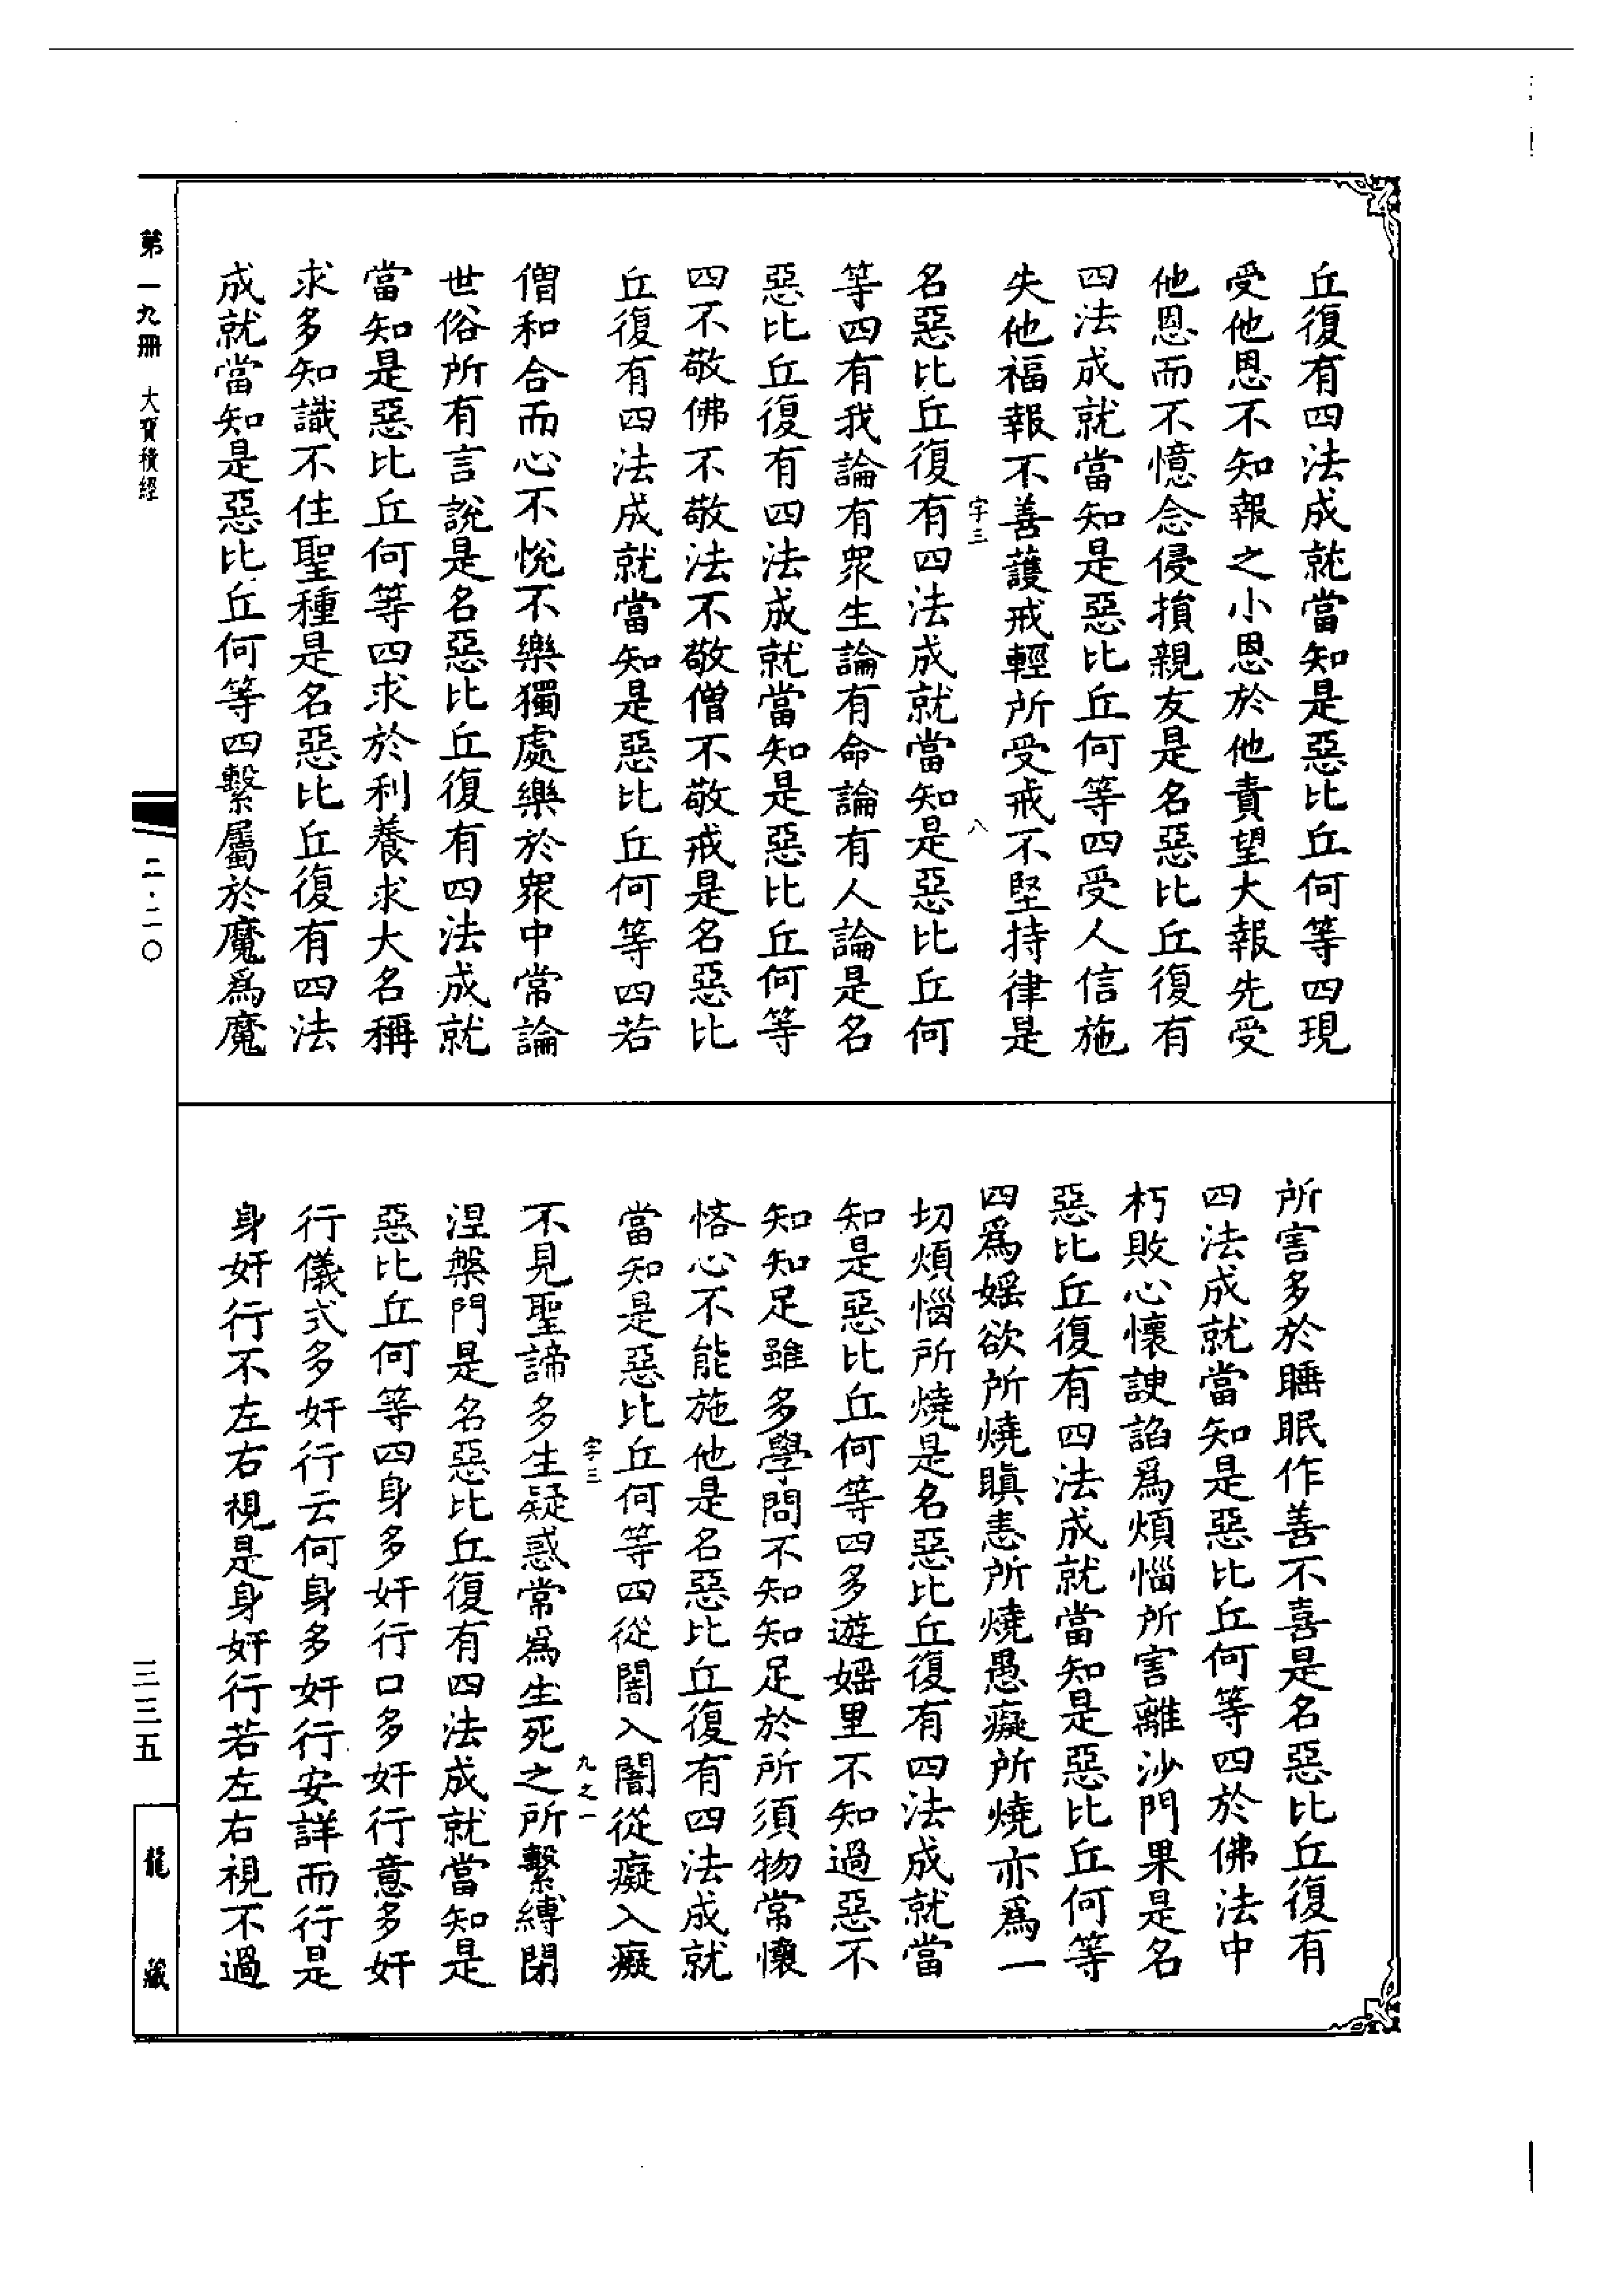 丘復有四法成就當知是惡比丘何等四現
受他恩不知報之小恩於他責望大報先受
他恩而不憶念侵損親友是名惡比丘復有
四法成就當知是惡比丘何等四受人信施
失他福報不善護戒輕所受戒不堅持律是
字三 八
名惡比丘復有四法成就當知是惡比丘何
等四有我論有眾生論有命論有人論是名
惡比丘復有四法成就當知是惡比丘何等
四不敬佛不敬法不敬僧不敬戒是名惡比
丘復有四法成就當知是惡比丘何等四若
僧和合而心不悅不樂獨處樂於眾中常論
世俗所有言說是名惡比丘復有四法成就
當知是惡比丘何等四求於利養求大名稱
求多知識不住聖種是名惡比丘復有四法
成就當知是惡比丘何等四繫屬於魔爲魔
所害多於睡眠作善不喜是名惡比丘復有
四法成就當知是惡比丘何等四於佛法中
朽敗心懷諛諂爲煩惱所害離沙門果是名
惡比丘復有四法成就當知是惡比丘何等
四爲婬欲所燒瞋恚所燒愚癡所燒亦爲一
切煩惱所燒是名惡比丘復有四法成就當
知是惡比丘何等四多遊婬里不知過惡不
知知足雖多學問不知知足於所須物常懷
悋心不能施他是名惡比丘復有四法成就
當知是惡比丘何等四從闇入闇從癡入癡
字三 九之一
不見聖諦多生疑惑常爲生死之所繫縛閉
涅槃門是名惡比丘復有四法成就當知是
惡比丘何等四身多奸行口多奸行意多奸
行儀式多奸行云何身多奸行安詳而行是
身奸行不左右視是身奸行若左右視不過
第一九冊 大寶積經
二·二〇
三三五
龍藏